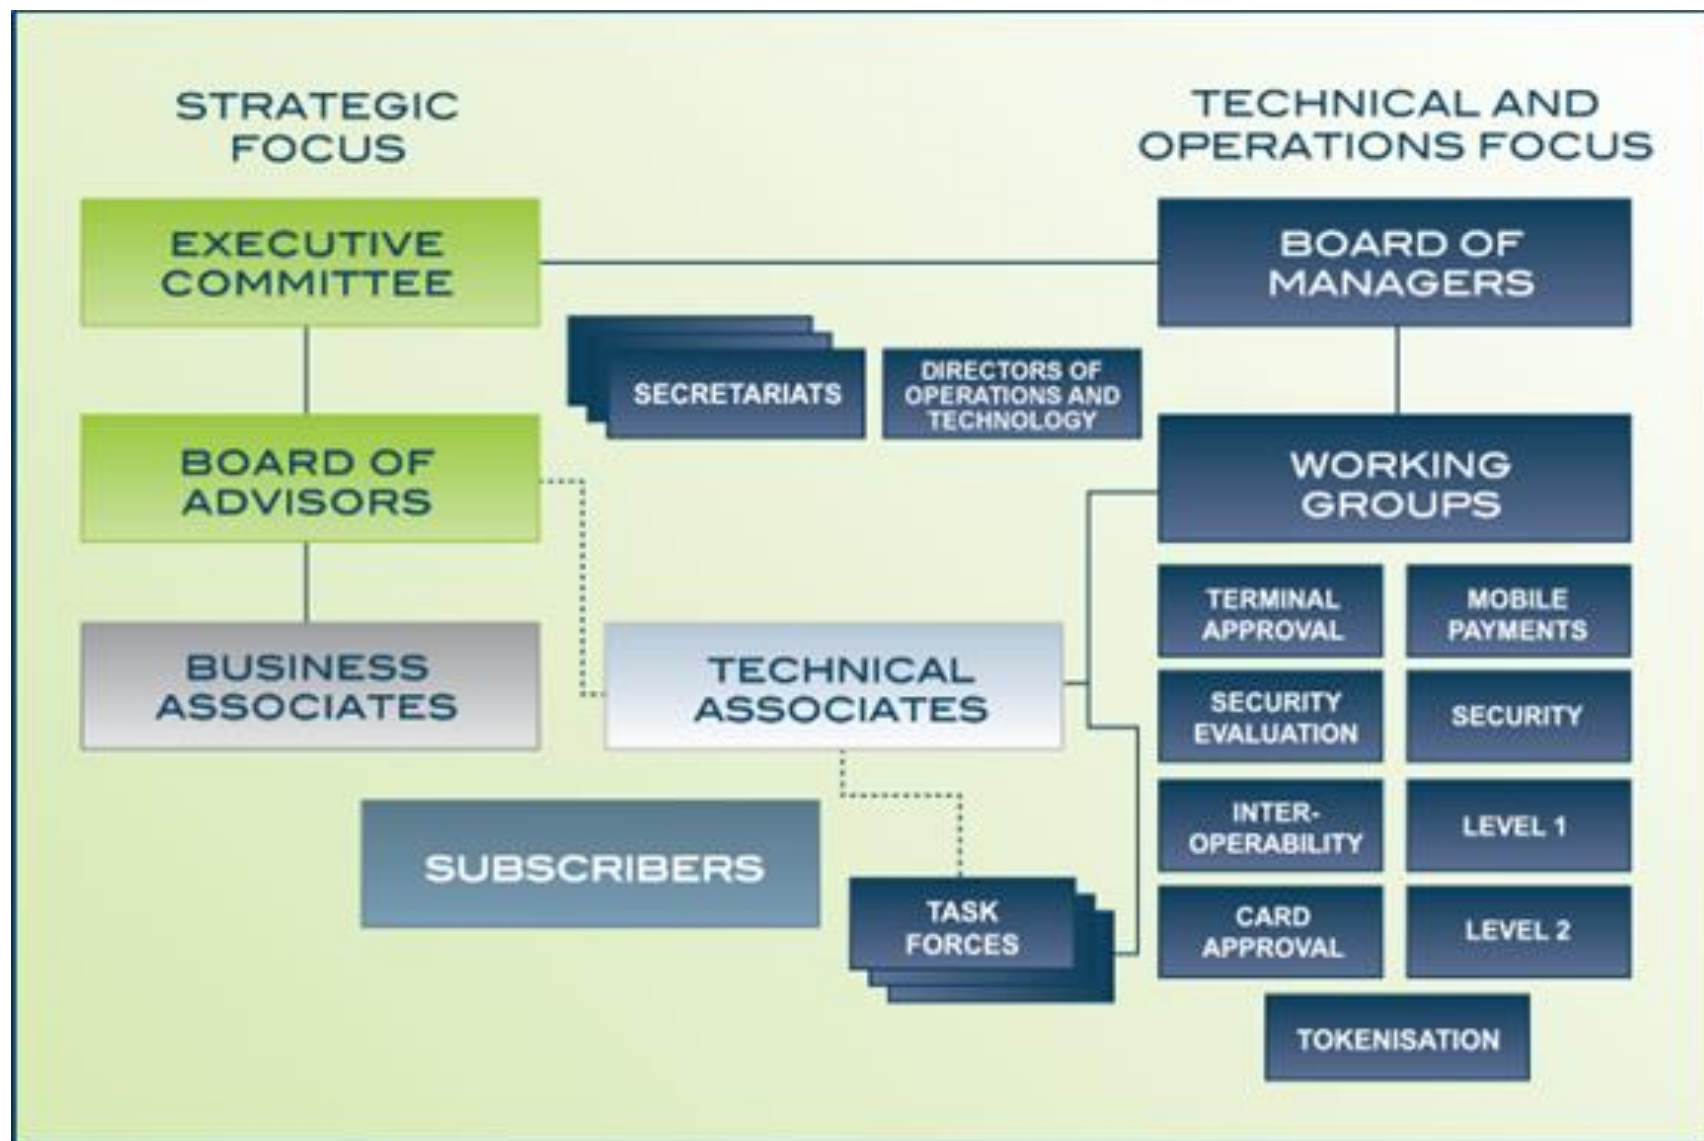 STRATEGIC
FOCUS
TECHNICAL AND
OPERATIONS FOCUS
EXECUTIVE
COMMITTEE
BOARD OF
MANAGERS
SECRETARIATS
DIRECTORS OF
OPERATIONS AND
TECHNOLOGY
BOARD OF
ADVISORS
WORKING
GROUPS
TERMINAL
APPROVAL
MOBILE
PAYMENTS
BUSINESS
ASSOCIATES
TECHNICAL
ASSOCIATES
SECURITY
EVALUATION
SECURITY
INTER-
OPERABILITY
LEVEL 1
SUBSCRIBERS
TASK
FORCES
CARD
APPROVAL
LEVEL 2
TOKENISATION